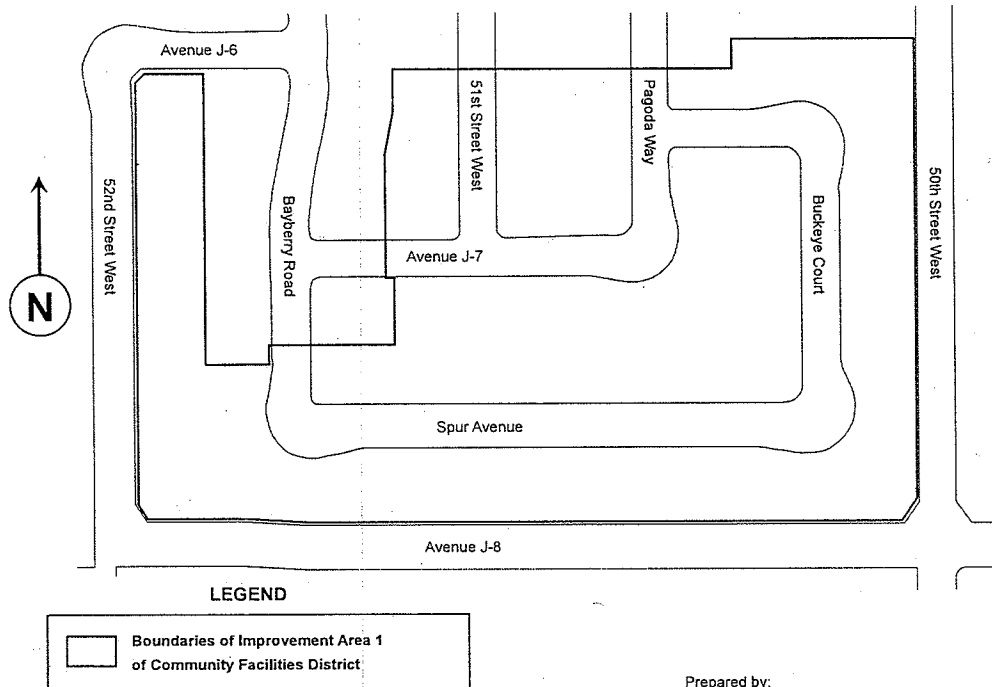 Avenue J-6
51st Street West
Pagoda Way
52nd Street West
Bayberry Road
Buckeye Court
50th Street West
Avenue J-7
N
Spur Avenue
Avenue J-8
LEGEND
Boundaries of Improvement Area 1
of Community Facilities District
Prepared by: